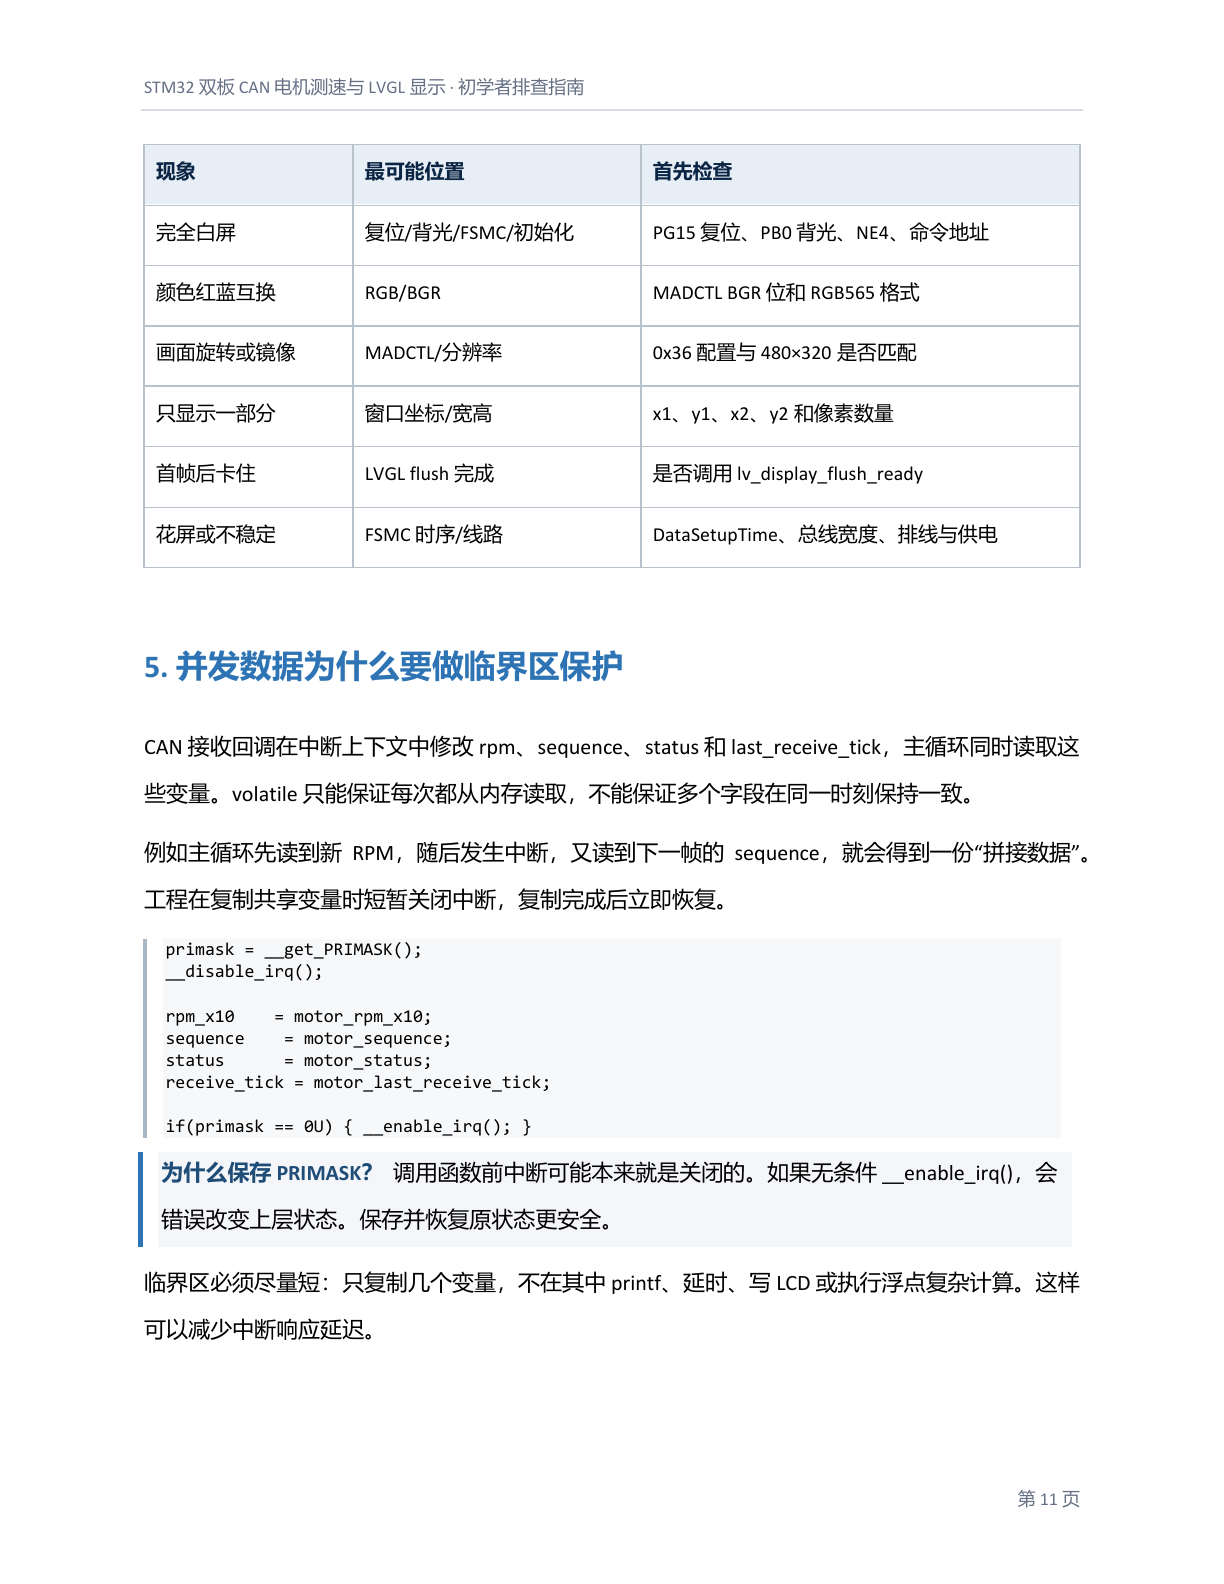 STM32 双板 CAN 电机测速与 LVGL 显示 · 初学者排查指南
现象 最可能位置 首先检查
完全白屏 复位/背光/FSMC/初始化 PG15 复位、PB0 背光、NE4、命令地址
颜色红蓝互换 RGB/BGR MADCTL BGR 位和 RGB565 格式
画面旋转或镜像 MADCTL/分辨率 0x36 配置与 480×320 是否匹配
只显示一部分 窗口坐标/宽高 x1、y1、x2、y2 和像素数量
首帧后卡住 LVGL flush 完成 是否调用 lv_display_flush_ready
花屏或不稳定 FSMC 时序/线路 DataSetupTime、总线宽度、排线与供电
5. 并发数据为什么要做临界区保护
CAN 接收回调在中断上下文中修改 rpm、sequence、status 和 last_receive_tick，主循环同时读取这
些变量。volatile 只能保证每次都从内存读取，不能保证多个字段在同一时刻保持一致。
例如主循环先读到新 RPM，随后发生中断，又读到下一帧的 sequence，就会得到一份“拼接数据”。
工程在复制共享变量时短暂关闭中断，复制完成后立即恢复。
primask = __get_PRIMASK();
__disable_irq();
rpm_x10    = motor_rpm_x10;
sequence    = motor_sequence;
status      = motor_status;
receive_tick = motor_last_receive_tick;
if(primask == 0U) { __enable_irq(); }
为什么保存 PRIMASK？ 调用函数前中断可能本来就是关闭的。如果无条件 __enable_irq()，会
错误改变上层状态。保存并恢复原状态更安全。
临界区必须尽量短：只复制几个变量，不在其中 printf、延时、写 LCD 或执行浮点复杂计算。这样
可以减少中断响应延迟。
第 11 页